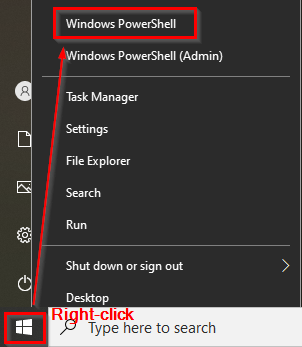 Windows PowerShell
Windows PowerShell (Admin)
Task Manager
Settings
File Explorer
Search
Run
Shut down or sign out
Desktop
Right-click
Type here to search